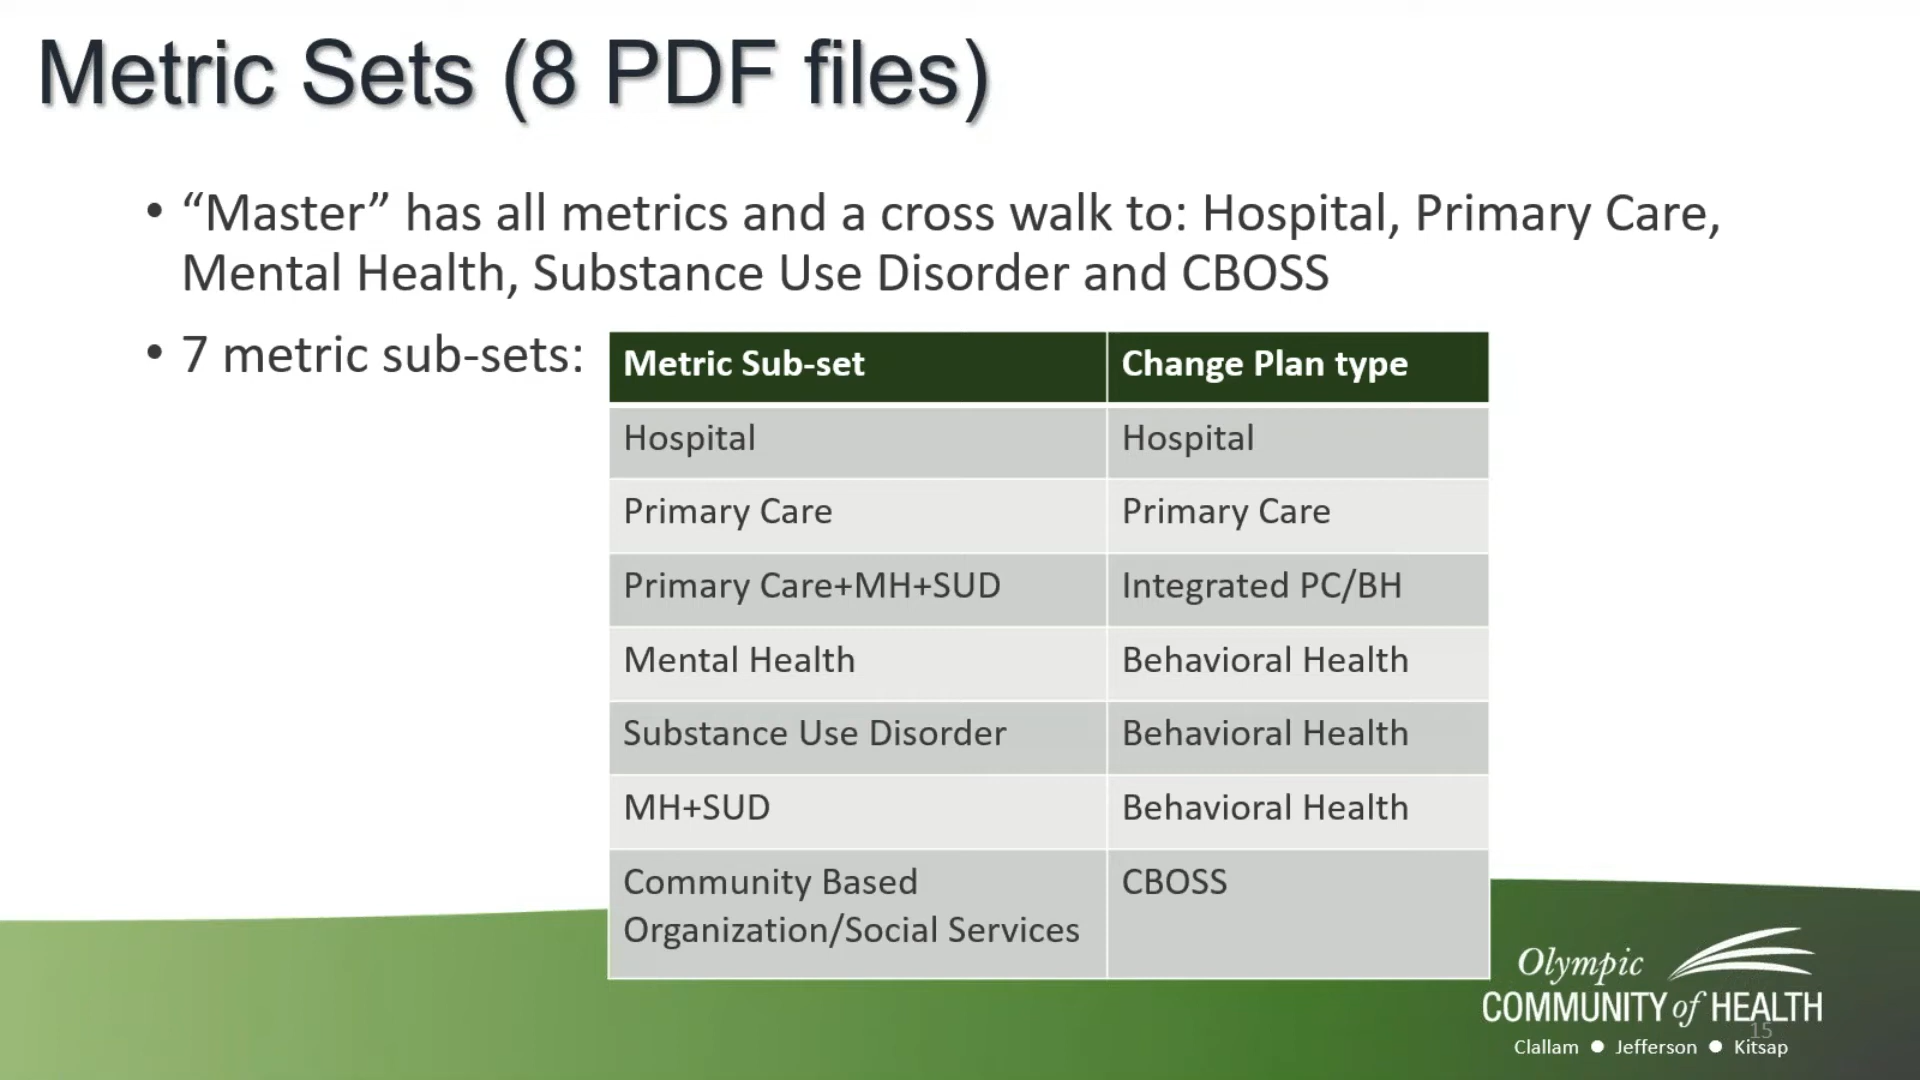 Metric Sets (8 PDF files)
• “Master” has all metrics and a cross walk to: Hospital, Primary Care,
Mental Health, Substance Use Disorder and CBOSS
• 7 metric sub-sets:
Metric Sub-set Change Plan type
Hospital Hospital
Primary Care Primary Care
Primary Care+MH+SUD Integrated PC/BH
Mental Health Behavioral Health
Substance Use Disorder Behavioral Health
MH+SUD Behavioral Health
Community Based CBOSS
Organization/Social Services
Olympic
COMMUNITY of HEALTH
15
Clallam ● Jefferson ● Kitsap